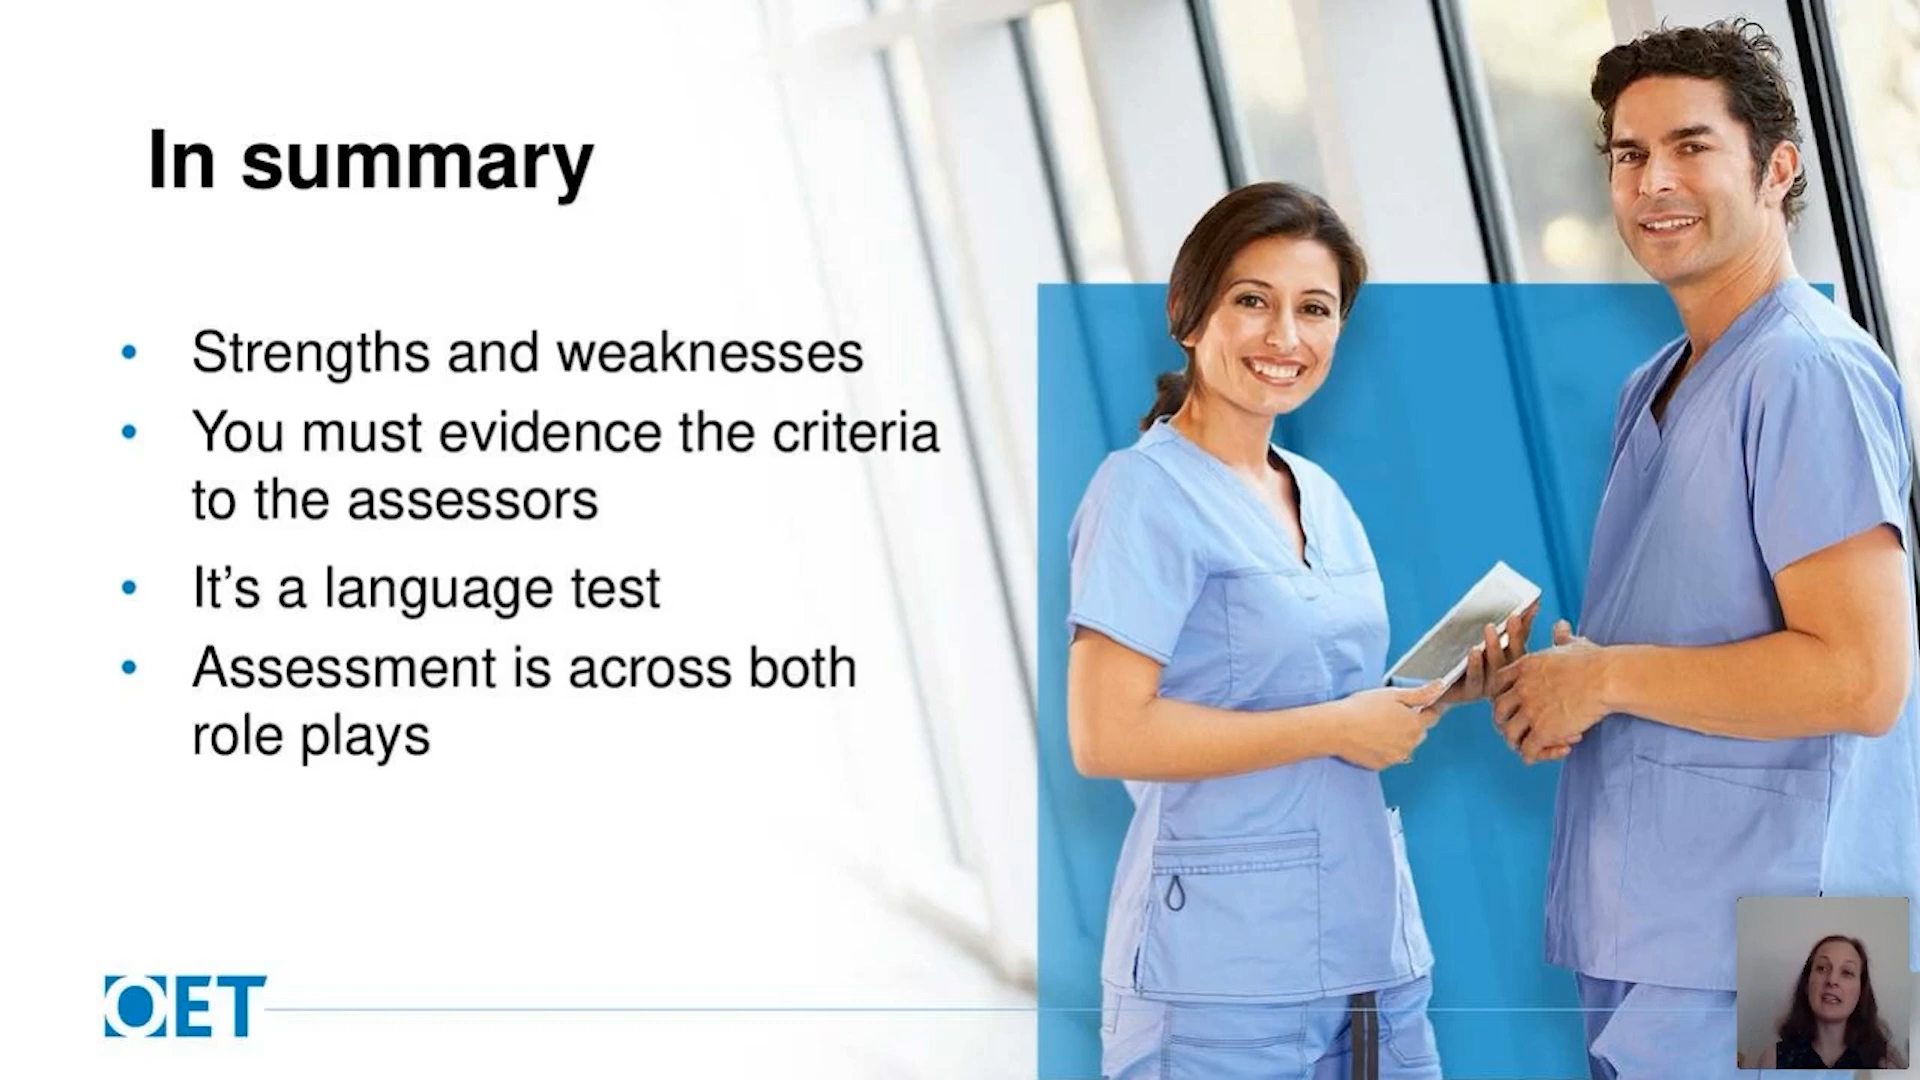 In summary
• Strengths and weaknesses
• You must evidence the criteria
to the assessors
• It’s a language test
• Assessment is across both
role plays
OET